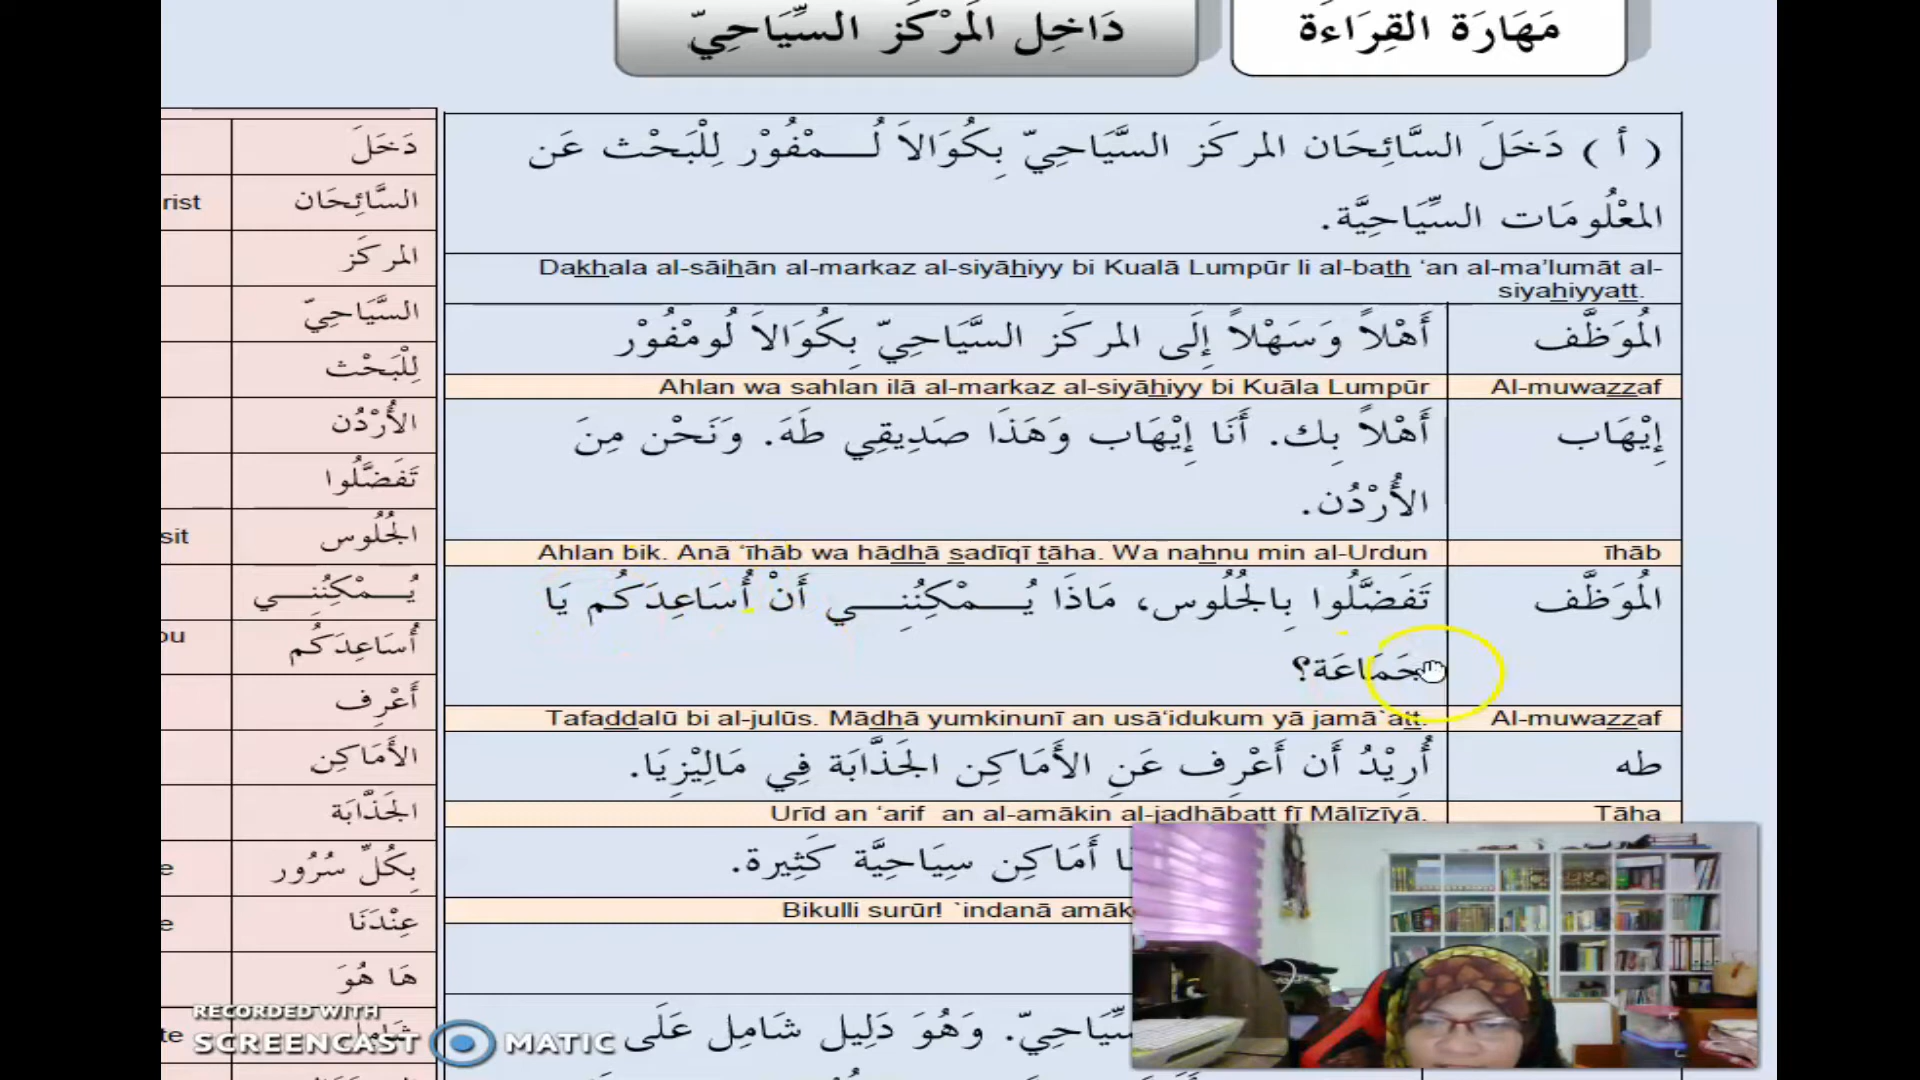 مَهَارَة القِرَاءَة
دَاخِل المَرْكَز السِّيَاحِيّ
( أ ) دَخَلَ السَّائِحَان المركَز السَّيَاحِيّ بِكُوَالاَ لُـمْفُوْر لِلْبَحْث عَن
المعْلُومَات السِّيَاحِيَّة.
Dakhala al-sāihān al-markaz al-siyāhiyy bi Kualā Lumpūr li al-bath ‘an al-ma’lumāt al-
siyahiyyatt.
المُوَظَّف
أَهْلاً وَسَهْلاً إِلَى المركَز السَّيَاحِيّ بِكُوَالاَ لُومْفُوْر
Al-muwazzaf
Ahlan wa sahlan ilā al-markaz al-siyāhiyy bi Kuāla Lumpūr
إِيْهَاب
أَهْلاً بِك. أَنَا إِيْهَاب وَهَذَا صَدِيقِي طَهَ. وَنَحْن مِنَ
الأُرْدُن.
īhāb
Ahlan bik. Anā ‘īhāb wa hādhā sadīqī tāha. Wa nahnu min al-Urdun
المُوَظَّف
تَفَضَّلُوا بِالجُلُوس، مَاذَا يُـمْكِنُنِـي أَنْ أُسَاعِدَكُم يَا
جَمَاعَة؟
Al-muwazzaf
Tafaddalū bi al-julūs. Mādhā yumkinunī an usā‘idukum yā jamā`att.
طه
أُرِيْدُ أَن أَعْرِف عَنِ الأَمَاكِن الجَذَّابَة فِي مَالِيْزِيَا.
Tāha
Urīd an ‘arif an al-amākin al-jadhābatt fī Mālīzīyā.
أَمَاكِن سِيَاحِيَّة كَثِيرة.
Bikulli surūr! `indanā
وَهُوَ دَلِيل شَامِل عَلَى
دَخَلَ
السَّائِحَان
rist
المركَز
السَّيَاحِيّ
لِلْبَحْث
الأُرْدُن
تَفَضَّلُوا
الجُلُوس
sit
يُـمْكِنُنِـي
أُسَاعِدَكُم
ou
أَعْرِف
الأَمَاكِن
الجَذَّابَة
بِكُلِّ سُرُور
e
عِنْدَنَا
e
هَا هُوَ
شَامِل
te
RECORDED WITH
SCREENCAST MATIC